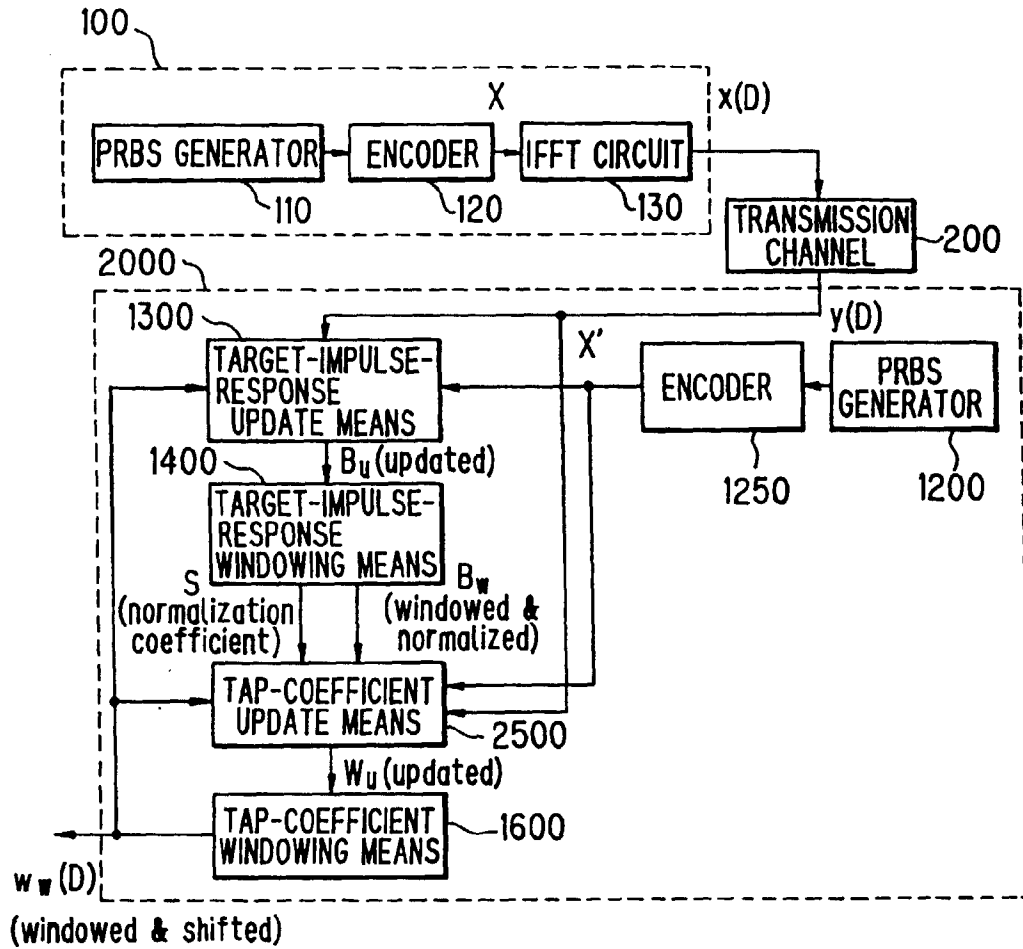 100
X
x(D)
PRBS GENERATOR
ENCODER
IFFT CIRCUIT
110
120
130
TRANSMISSION
CHANNEL
200
2000
1300
y(D)
X'
TARGET-IMPULSE-
RESPONSE
UPDATE MEANS
ENCODER
PRBS
GENERATOR
1400
Bu (updated)
1250
1200
TARGET-IMPULSE-
RESPONSE
WINDOWING MEANS
S
(normalization
coefficient)
Bw
(windowed &
normalized)
TAP-COEFFICIENT
UPDATE MEANS
2500
Wu (updated)
TAP-COEFFICIENT
WINDOWING MEANS
1600
ww(D)
(windowed & shifted)